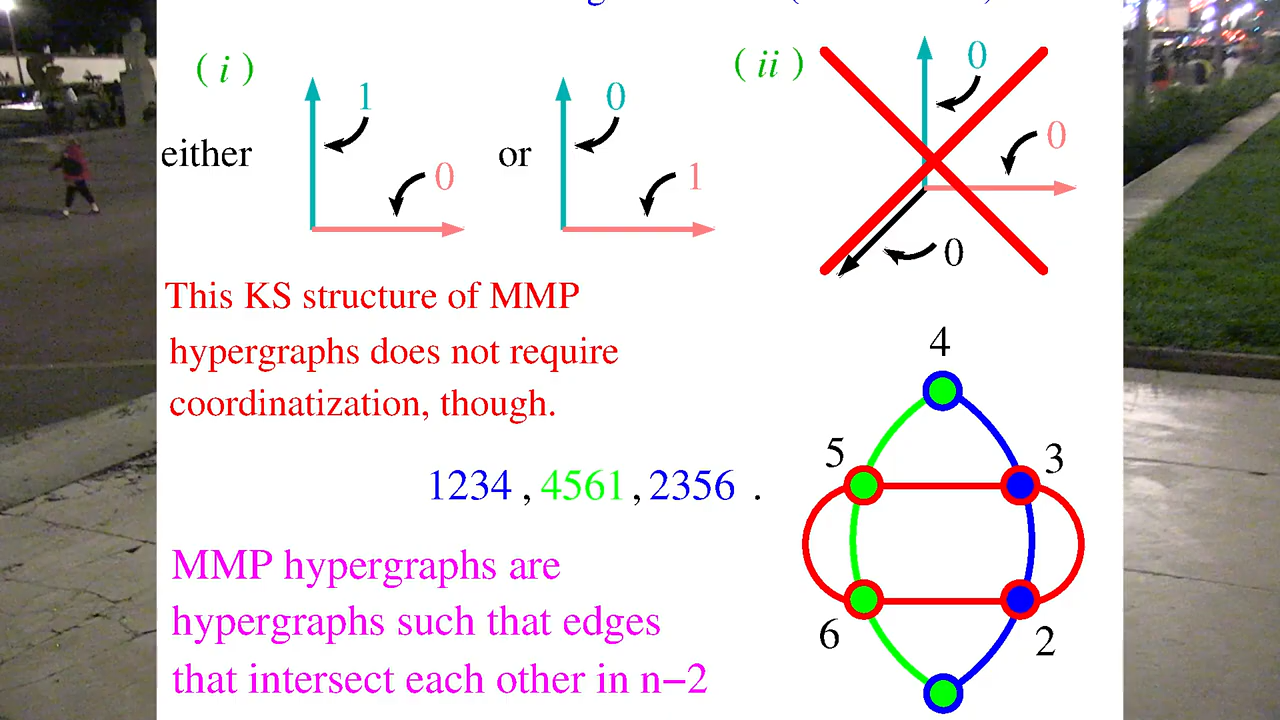 ( i )
( ii )
either
1
0
or
0
1
0
0
0
This KS structure of MMP
hypergraphs does not require
coordinatization, though.
1234 , 4561 , 2356 .
4
5
3
6
2
MMP hypergraphs are
hypergraphs such that edges
that intersect each other in n−2